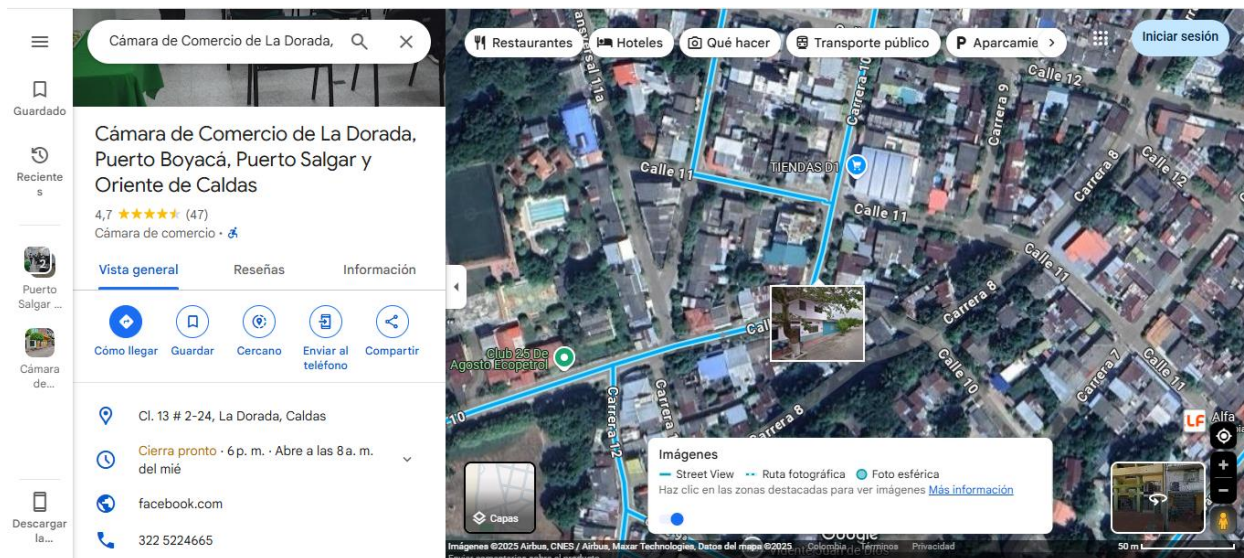 Cámara de Comercio de La Dorada,
Restaurantes
Hoteles
Qué hacer
Transporte público
P Aparcamie
Iniciar sesión
Guardado
Reciente
s
2
Puerto
Salgar ...
Cámara
de...
Descargar
la...
Cámara de Comercio de La Dorada,
Puerto Boyacá, Puerto Salgar y
Oriente de Caldas
4,7 (47)
Cámara de comercio ·
Vista general
Reseñas
Información
Cómo llegar
Guardar
Cercano
Enviar al
teléfono
Compartir
Cl. 13 # 2-24, La Dorada, Caldas
Cierra pronto · 6 p. m. · Abre a las 8 a. m.
del mié
facebook.com
322 5224665
Carrera 10
Calle 12
Carrera 9
Carrera 8
Calle 12
TIENDAS D1
Calle 11
Calle 11
Calle 11
Carrera 8
Club 25 De
Agosto Ecopetrol
10
Carrera 12
Carrera 8
Calle 10
Carrera 7
Calle 11
LF Alfa
Capas
Imágenes
Street View
Ruta fotográfica
Foto esférica
Haz clic en las zonas destacadas para ver imágenes Más información
50 m
Google
Imágenes ©2025 Airbus, CNES / Airbus, Maxar Technologies, Datos del mapa ©2025
Colombia
Términos
Privacidad